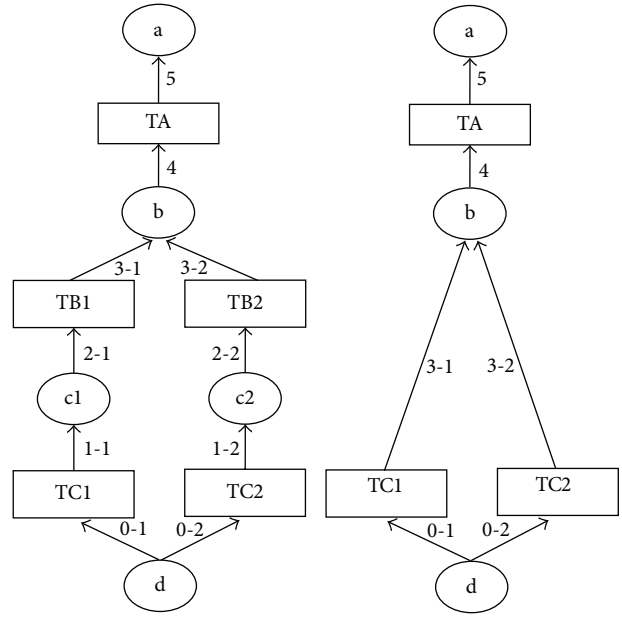 a
5
TA
4
b
3-1 3-2
TB1 TB2
2-1 2-2
c1 c2
1-1 1-2
TC1 TC2
0-1 0-2
d
a
5
TA
4
b
3-1 3-2
TC1 TC2
0-1 0-2
d